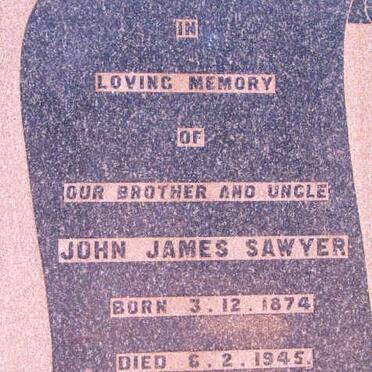 IN
LOVING MEMORY
OF
OUR BROTHER AND UNCLE
JOHN JAMES SAWYER
BORN 3.12.1874
DIED 6.2.1945.